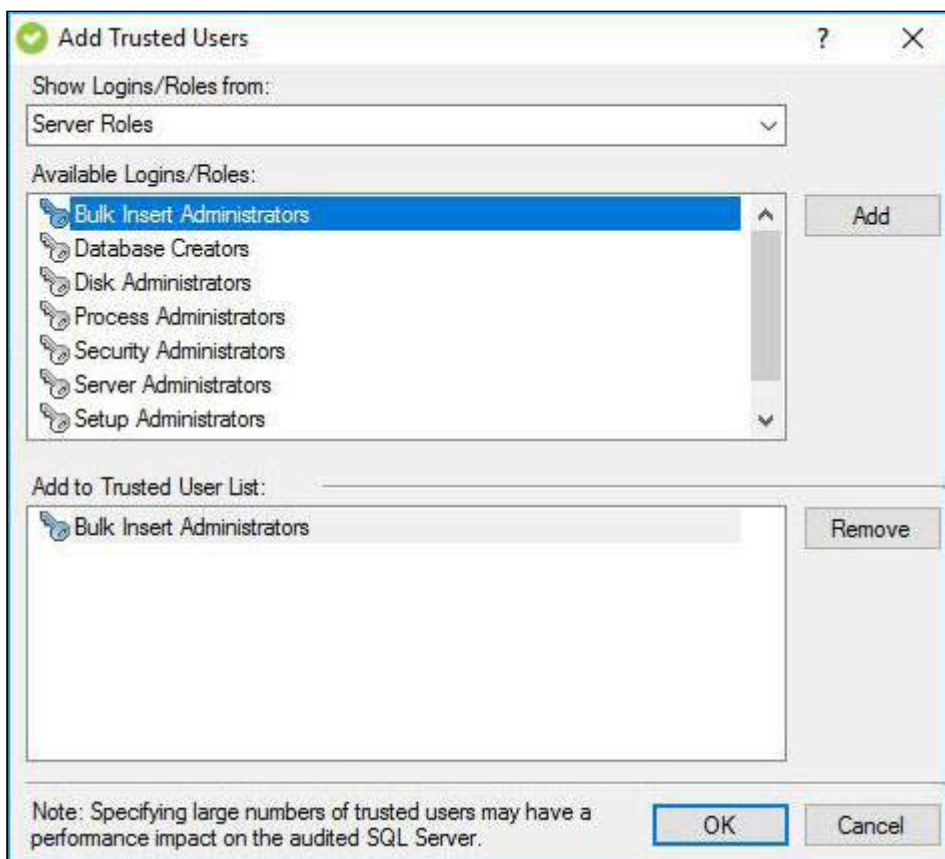 Add Trusted Users
?
Show Logins/Roles from:
Server Roles
Available Logins/Roles:
Bulk Insert Administrators
Add
Database Creators
Disk Administrators
Process Administrators
Security Administrators
Server Administrators
Setup Administrators
Add to Trusted User List:
Bulk Insert Administrators
Remove
Note: Specifying large numbers of trusted users may have a
performance impact on the audited SQL Server.
OK
Cancel